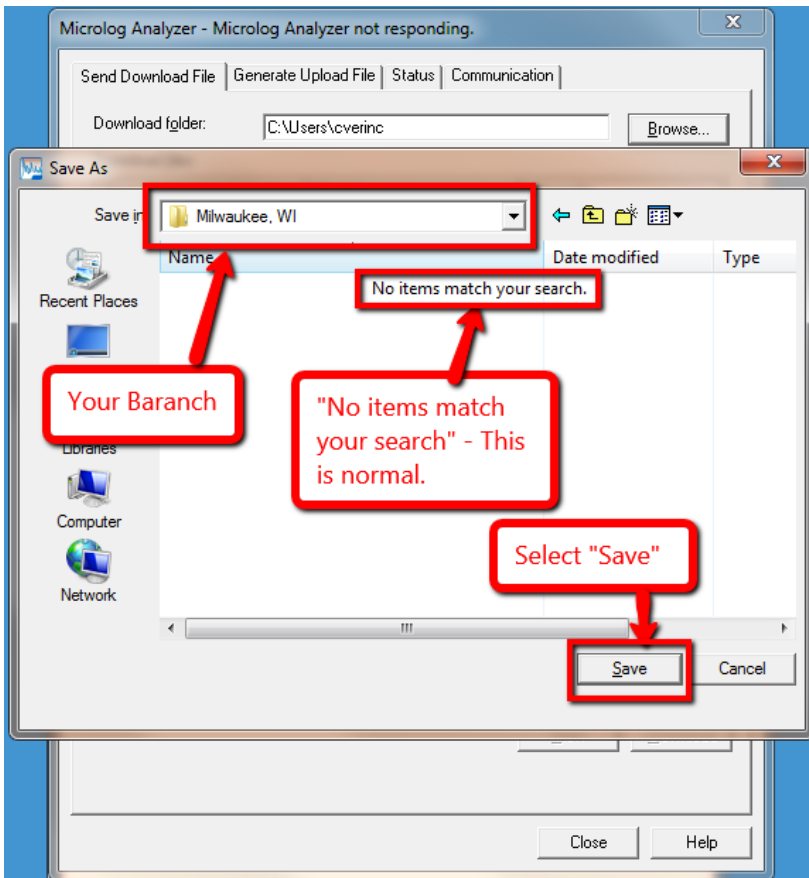 Microlog Analyzer - Microlog Analyzer not responding.
Send Download File
Generate Upload File
Status
Communication
Download folder:
C:\Users\cverinc
Browse...
Save As
Save in
Milwaukee, WI
Name
Date modified
Type
No items match your search.
Recent Places
Your Baranch
"No items match
your search" - This
is normal.
Libraries
Computer
Select "Save"
Network
Save
Cancel
Close
Help